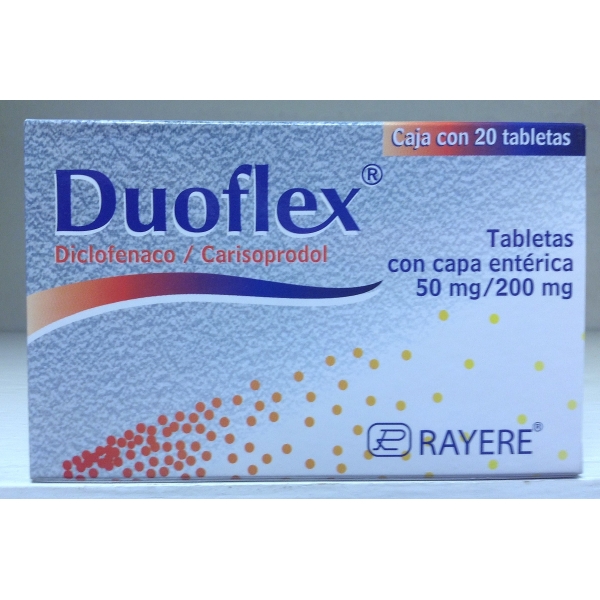 Caja con 20 tabletas
Duoflex®
Diclofenaco / Carisoprodol
Tabletas
con capa entérica
50 mg/200 mg
RAYERE®